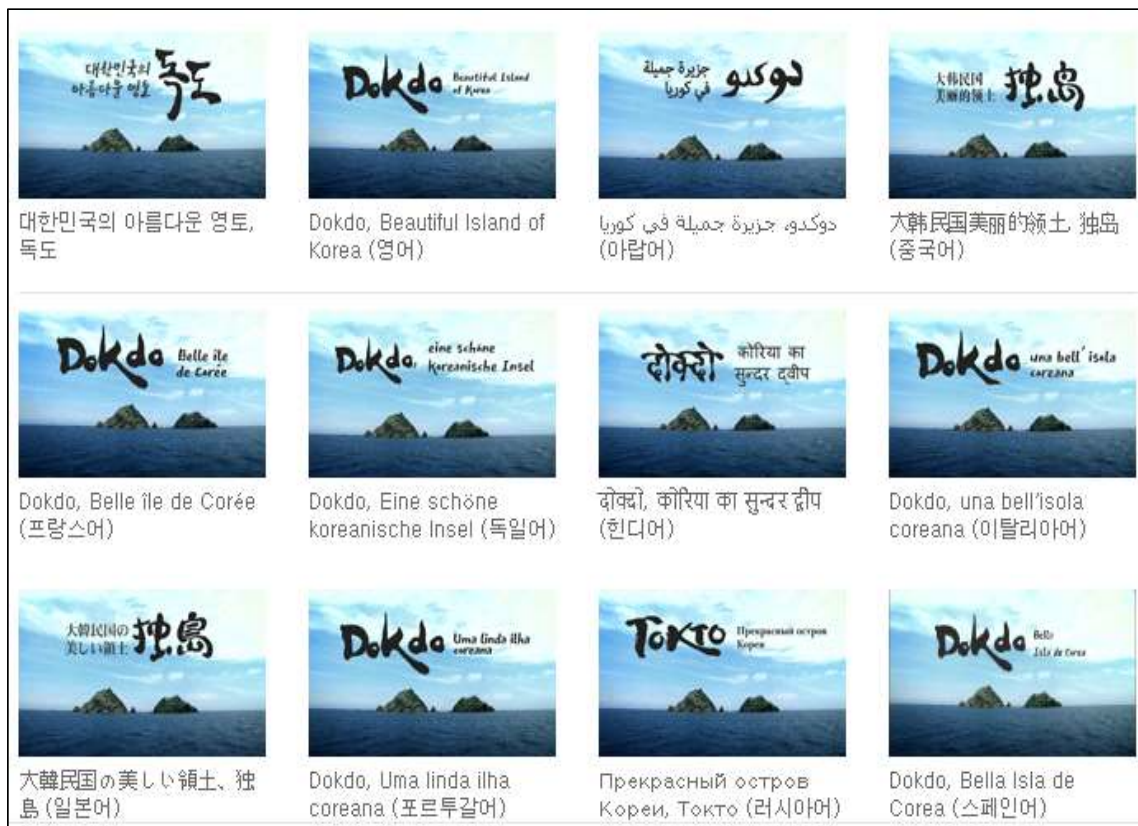 대한민국의
아름다운 영토
독도
Dokdo
Beautiful Island
of Korea
جزيرة جميلة
في كوريا
دوكدو
大韩民国
美丽的领土
独岛
대한민국의 아름다운 영토,
독도
Dokdo, Beautiful Island of
Korea (영어)
دوكدو، جزيرة جميلة في كوريا
(아랍어)
大韩民国美丽的领土, 独岛
(중국어)
Dokdo
Belle île
de Corée
Dokdo,
eine schöne
koreanische Insel
दोक्दो
कोरिया का
सुन्दर द्वीप
Dokdo
una bell' isola
coreana
Dokdo, Belle île de Corée
(프랑스어)
Dokdo, Eine schöne
koreanische Insel (독일어)
दोक्दो, कोरिया का सुन्दर द्वीप
(힌디어)
Dokdo, una bell'isola
coreana (이탈리아어)
大韓民国の
美しい領土
独島
Dokdo
Uma linda ilha
coreana
Токто
Прекрасный остров
Кореи
Dokdo
Bella
Isla de Corea
大韓民国の美しい領土、独
島 (일본어)
Dokdo, Uma linda ilha
coreana (포르투갈어)
Прекрасный остров
Кореи, Токто (러시아어)
Dokdo, Bella Isla de
Corea (스페인어)